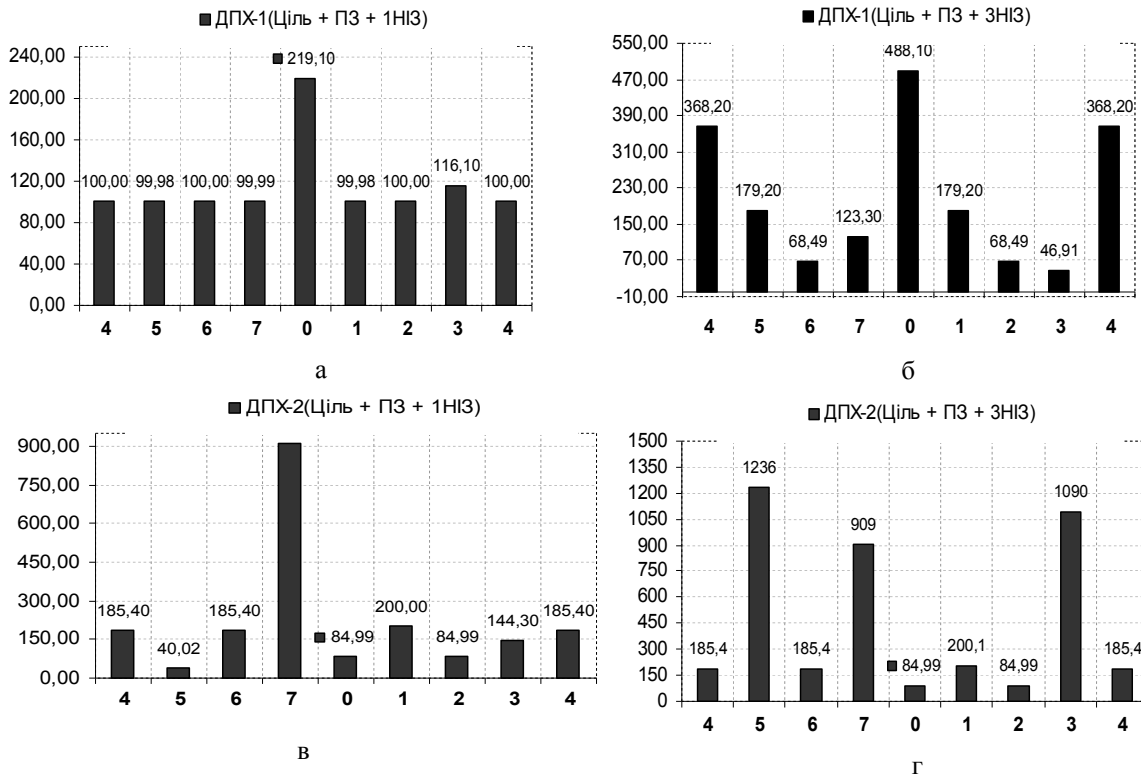 ДПХ-1(Ціль + ПЗ + 1НІЗ)
240,00
200,00
160,00
120,00
80,00
40,00
0,00
100,00 99,98 100,00 99,99 219,10 99,98 100,00 116,10 100,00
4 5 6 7 0 1 2 3 4
а
ДПХ-1(Ціль + ПЗ + 3НІЗ)
550,00
470,00
390,00
310,00
230,00
150,00
70,00
-10,00
368,20 179,20 68,49 123,30 488,10 179,20 68,49 46,91 368,20
4 5 6 7 0 1 2 3 4
б
ДПХ-2(Ціль + ПЗ + 1НІЗ)
900,00
750,00
600,00
450,00
300,00
150,00
0,00
185,40 40,02 185,40 84,99 200,00 84,99 144,30 185,40
4 5 6 7 0 1 2 3 4
в
ДПХ-2(Ціль + ПЗ + 3НІЗ)
1500
1350
1200
1050
900
750
600
450
300
150
0
185,4 1236 185,4 909 84,99 200,1 84,99 1090 185,4
4 5 6 7 0 1 2 3 4
г